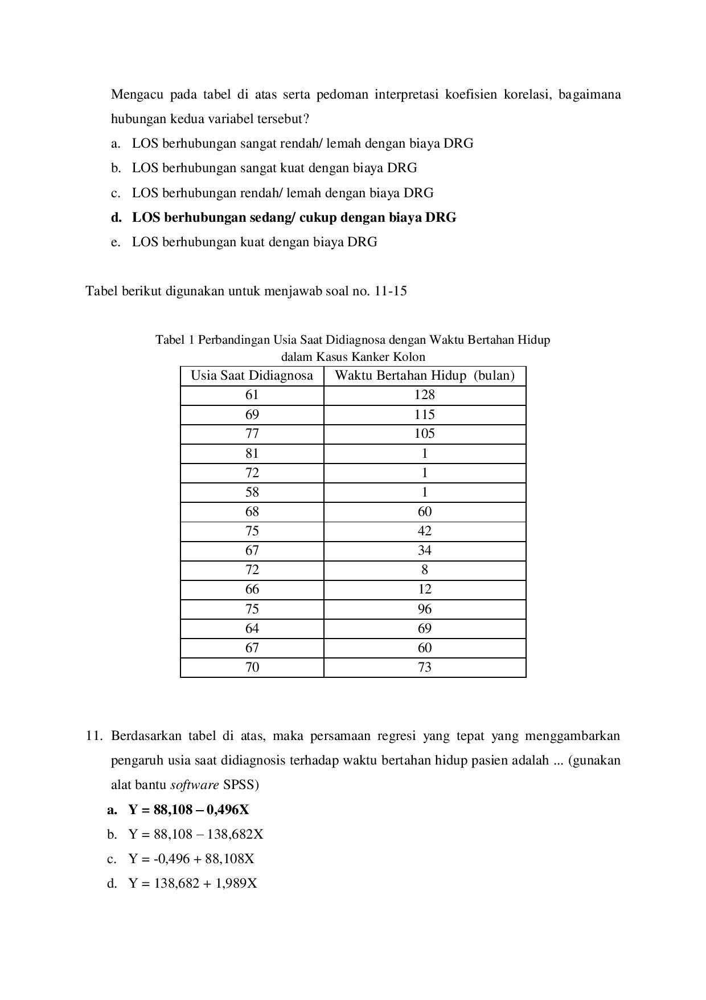 Mengacu pada tabel di atas serta pedoman interpretasi koefisien korelasi, bagaimana
hubungan kedua variabel tersebut?
a. LOS berhubungan sangat rendah/ lemah dengan biaya DRG
b. LOS berhubungan sangat kuat dengan biaya DRG
c. LOS berhubungan rendah/ lemah dengan biaya DRG
d. LOS berhubungan sedang/ cukup dengan biaya DRG
e. LOS berhubungan kuat dengan biaya DRG
Tabel berikut digunakan untuk menjawab soal no. 11-15
Tabel 1 Perbandingan Usia Saat Didiagnosa dengan Waktu Bertahan Hidup
dalam Kasus Kanker Kolon
Usia Saat Didiagnosa Waktu Bertahan Hidup (bulan)
61 128
69 115
77 105
81 1
72 1
58 1
68 60
75 42
67 34
72 8
66 12
75 96
64 69
67 60
70 73
11. Berdasarkan tabel di atas, maka persamaan regresi yang tepat yang menggambarkan
pengaruh usia saat didiagnosis terhadap waktu bertahan hidup pasien adalah ... (gunakan
alat bantu software SPSS)
a. Y = 88,108 – 0,496X
b. Y = 88,108 – 138,682X
c. Y = -0,496 + 88,108X
d. Y = 138,682 + 1,989X